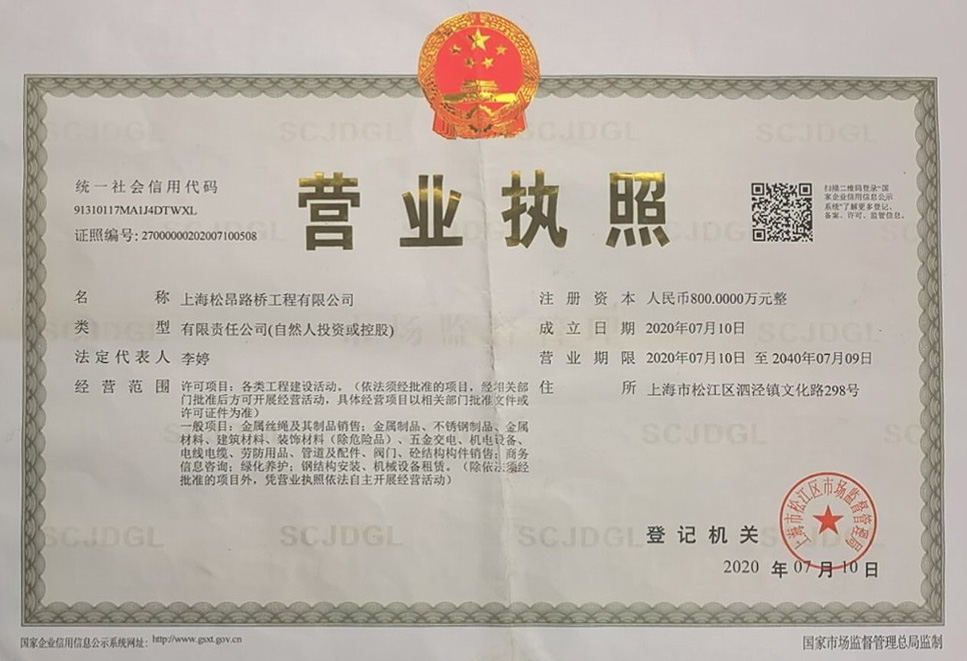 营业执照
统一社会信用代码
91310117MA1J4DTWXL
证照编号: 27000000202007100508
扫描二维码登录“国
家企业信用信息公示
系统”了解更多登记、
备案、许可、监管信息。
名称 上海松昂路桥工程有限公司
类型 有限责任公司(自然人投资或控股)
法定代表人 李婷
经营范围 许可项目：各类工程建设活动。（依法须经批准的项目，经相关部
门批准后方可开展经营活动，具体经营项目以相关部门批准文件或
许可证件为准）
一般项目：金属丝绳及其制品销售；金属制品、不锈钢制品、金属
材料、建筑材料、装饰材料（除危险品）、五金交电、机电设备、
电线电缆、劳防用品、管道及配件、阀门、砼结构构件销售；商务
信息咨询；绿化养护；钢结构安装、机械设备租赁。（除依法须经
批准的项目外，凭营业执照依法自主开展经营活动）
注册资本 人民币800.0000万元整
成立日期 2020年07月10日
营业期限 2020年07月10日 至 2040年07月09日
住所 上海市松江区泗泾镇文化路298号
登记机关
上海市松江区市场监督管理局
2020 年 07 月 10 日
SCJDGL
国家企业信用信息公示系统网址: http://www.gsxt.gov.cn
国家市场监督管理总局监制